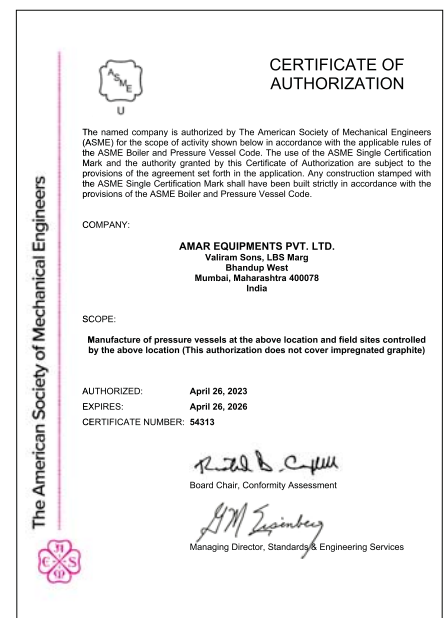 CERTIFICATE OF
AUTHORIZATION
ASME
U
The named company is authorized by The American Society of Mechanical Engineers
(ASME) for the scope of activity shown below in accordance with the applicable rules of
the ASME Boiler and Pressure Vessel Code. The use of the ASME Single Certification
Mark and the authority granted by this Certificate of Authorization are subject to the
provisions of the agreement set forth in the application. Any construction stamped with
the ASME Single Certification Mark shall have been built strictly in accordance with the
provisions of the ASME Boiler and Pressure Vessel Code.
COMPANY:
AMAR EQUIPMENTS PVT. LTD.
Valiram Sons, LBS Marg
Bhandup West
Mumbai, Maharashtra 400078
India
SCOPE:
Manufacture of pressure vessels at the above location and field sites controlled
by the above location (This authorization does not cover impregnated graphite)
AUTHORIZED: April 26, 2023
EXPIRES: April 26, 2026
CERTIFICATE NUMBER: 54313
Board Chair, Conformity Assessment
Managing Director, Standards & Engineering Services
The American Society of Mechanical Engineers